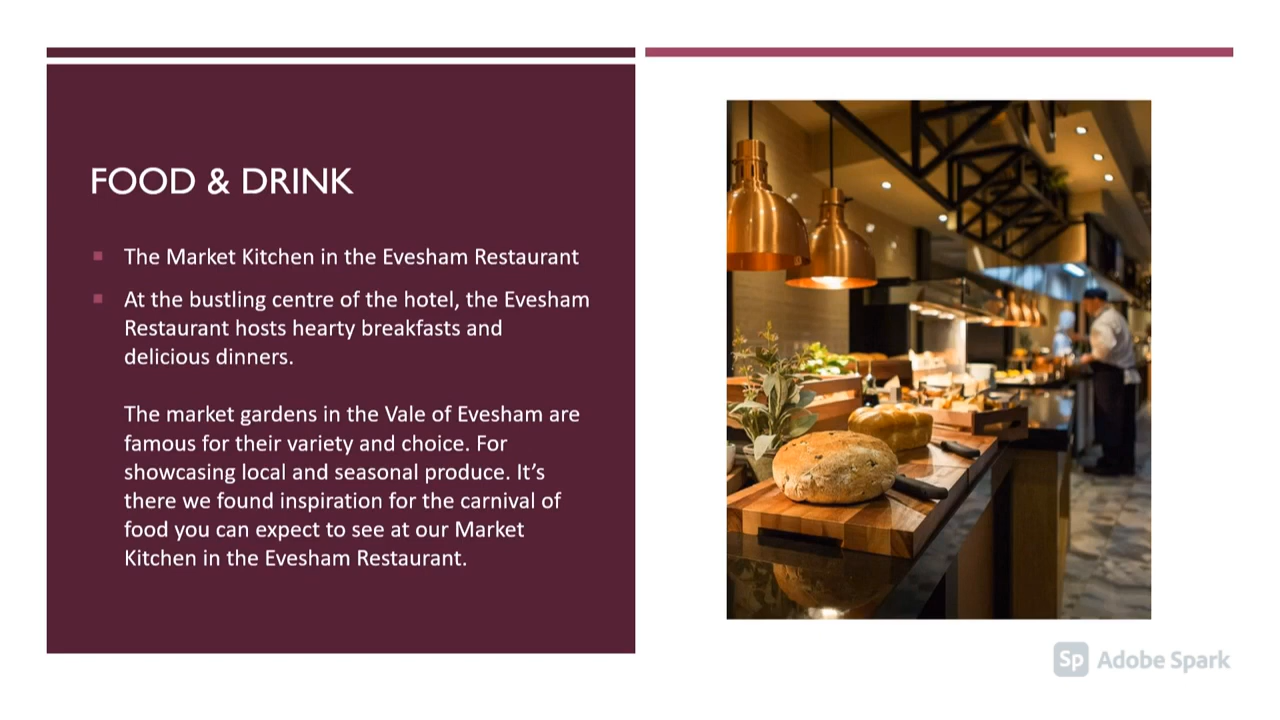 FOOD & DRINK
The Market Kitchen in the Evesham Restaurant
At the bustling centre of the hotel, the Evesham
Restaurant hosts hearty breakfasts and
delicious dinners.
The market gardens in the Vale of Evesham are
famous for their variety and choice. For
showcasing local and seasonal produce. It’s
there we found inspiration for the carnival of
food you can expect to see at our Market
Kitchen in the Evesham Restaurant.
Sp Adobe Spark